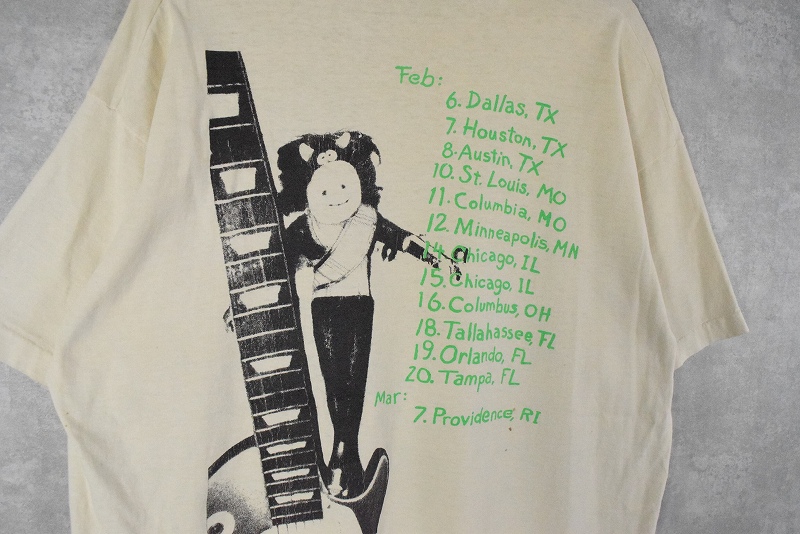 Feb:
6. Dallas, TX
7. Houston, TX
8. Austin, TX
10. St. Louis, MO
11. Columbia, MO
12. Minneapolis, MN
14. Chicago, IL
15. Chicago, IL
16. Columbus, OH
18. Tallahassee, FL
19. Orlando, FL
20. Tampa, FL
Mar:
7. Providence, RI